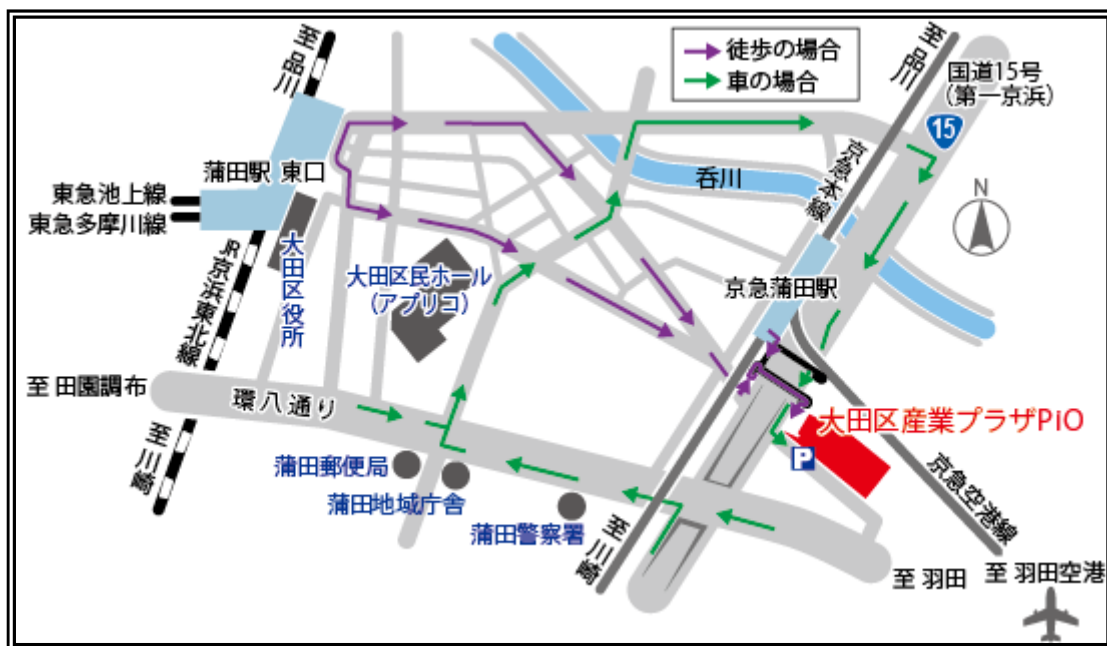 至品川
徒歩の場合
車の場合
至品川
国道15号
（第一京浜）
15
蒲田駅 東口
京急本線
呑川
N
東急池上線
東急多摩川線
大田区役所
大田区民ホール
（アプリコ）
京急蒲田駅
JR京浜東北線
至 田園調布
環八通り
大田区産業プラザPiO
P
至川崎
蒲田郵便局
蒲田地域庁舎
蒲田警察署
京急空港線
至川崎
至 羽田
至 羽田空港